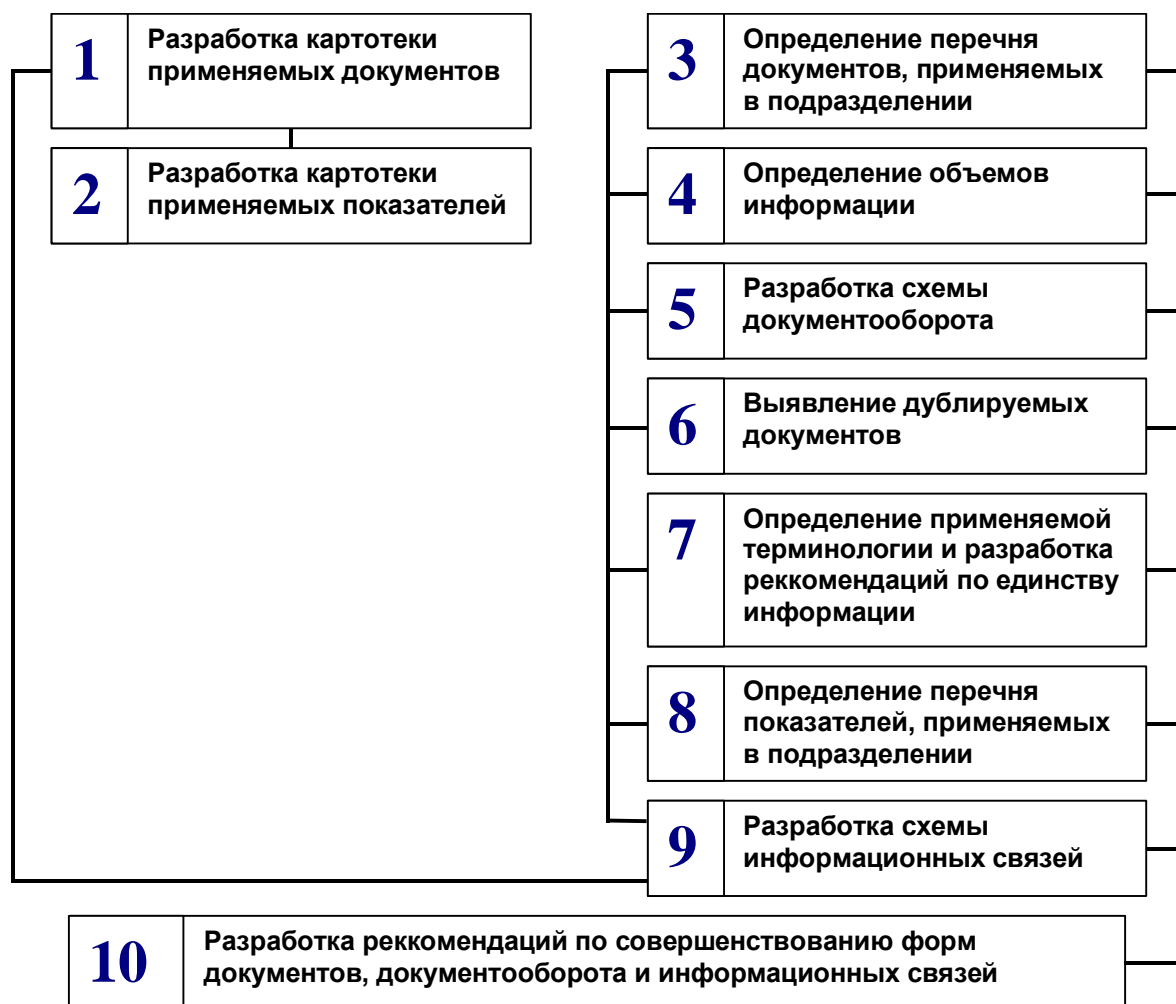 1
Разработка картотеки
применяемых документов
2
Разработка картотеки
применяемых показателей
3
Определение перечня
документов, применяемых
в подразделении
4
Определение объемов
информации
5
Разработка схемы
документооборота
6
Выявление дублируемых
документов
7
Определение применяемой
терминологии и разработка
реккомендаций по единству
информации
8
Определение перечня
показателей, применяемых
в подразделении
9
Разработка схемы
информационных связей
10
Разработка реккомендаций по совершенствованию форм
документов, документооборота и информационных связей